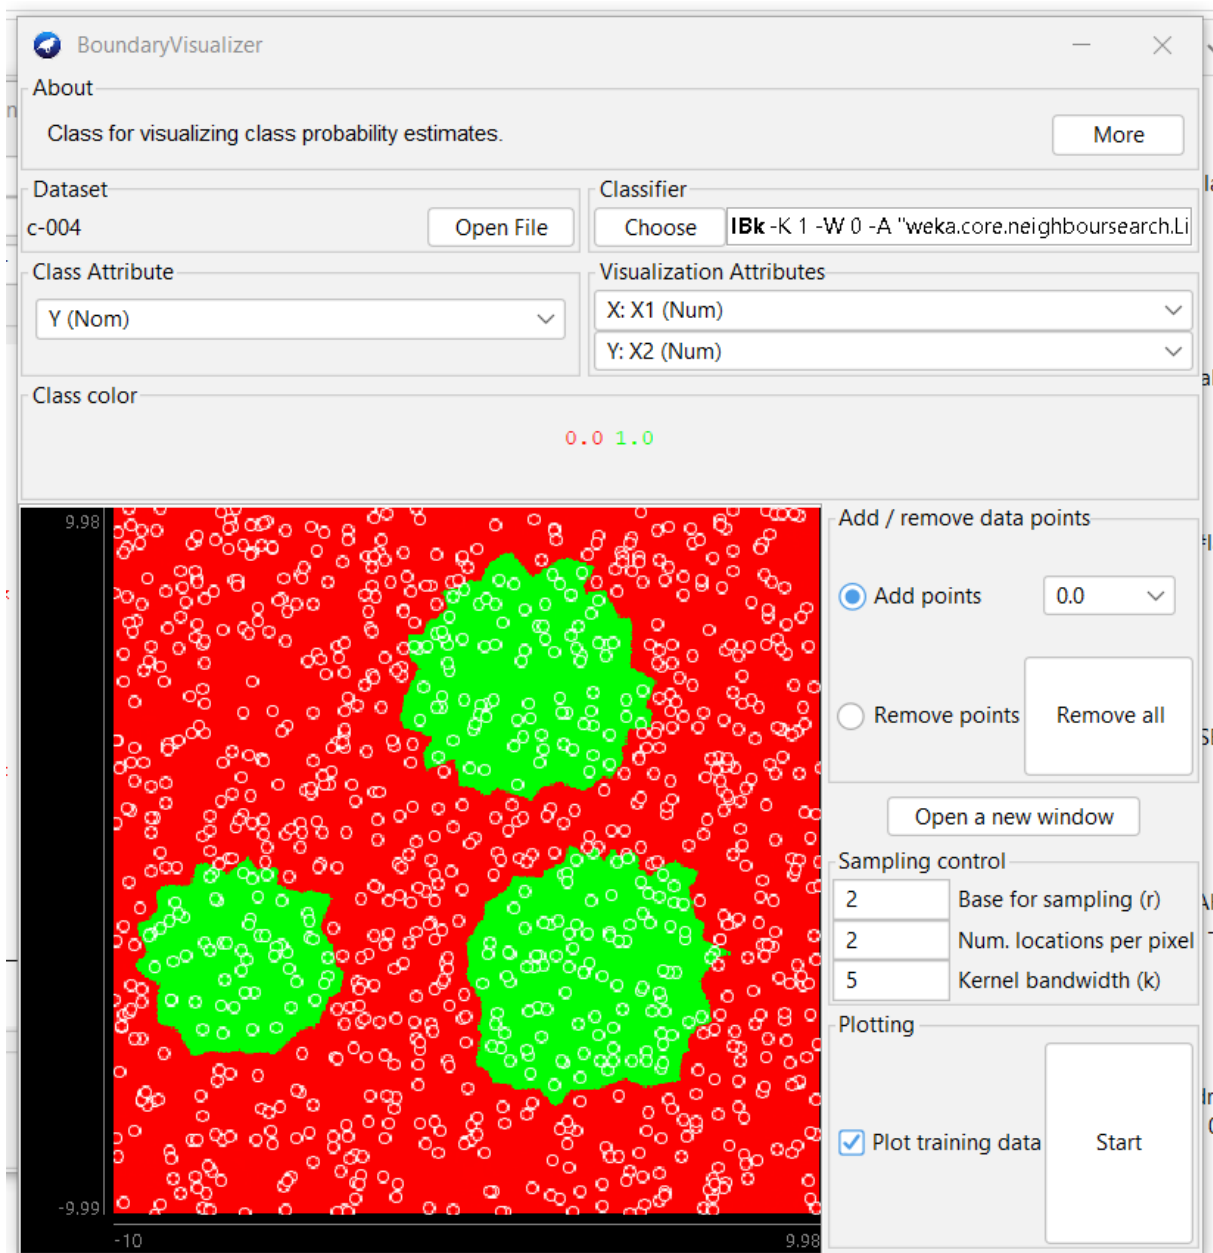 BoundaryVisualizer
About
Class for visualizing class probability estimates.
More
Dataset
c-004
Open File
Classifier
Choose
IBk -K 1 -W 0 -A "weka.core.neighboursearch.Li
Class Attribute
Y (Nom)
Visualization Attributes
X: X1 (Num)
Y: X2 (Num)
Class color
0.0 1.0
9.98
-9.99
-10
9.98
Add / remove data points
Add points
0.0
Remove points
Remove all
Open a new window
Sampling control
2 Base for sampling (r)
2 Num. locations per pixel
5 Kernel bandwidth (k)
Plotting
Plot training data
Start